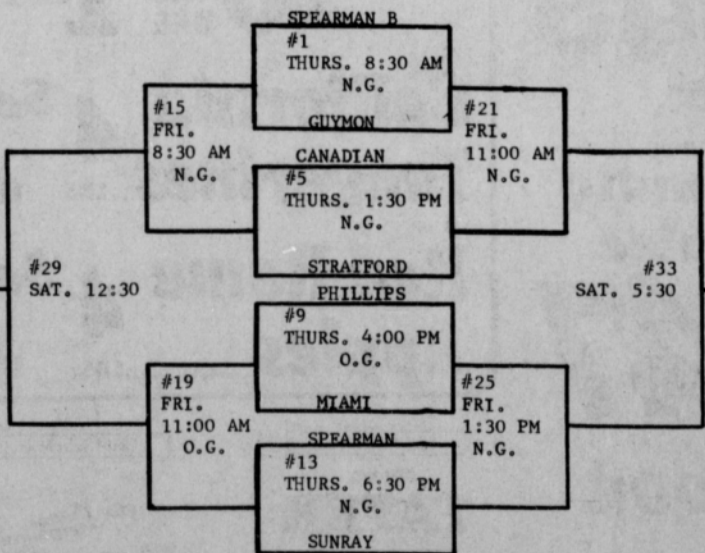 SPEARMAN B
#1
THURS. 8:30 AM
N.G.
GUYMON
#15
FRI.
8:30 AM
N.G.
#21
FRI.
11:00 AM
N.G.
CANADIAN
#5
THURS. 1:30 PM
N.G.
STRATFORD
#29
SAT. 12:30
#33
SAT. 5:30
PHILLIPS
#9
THURS. 4:00 PM
O.G.
MIAMI
#19
FRI.
11:00 AM
O.G.
#25
FRI.
1:30 PM
N.G.
SPEARMAN
#13
THURS. 6:30 PM
N.G.
SUNRAY